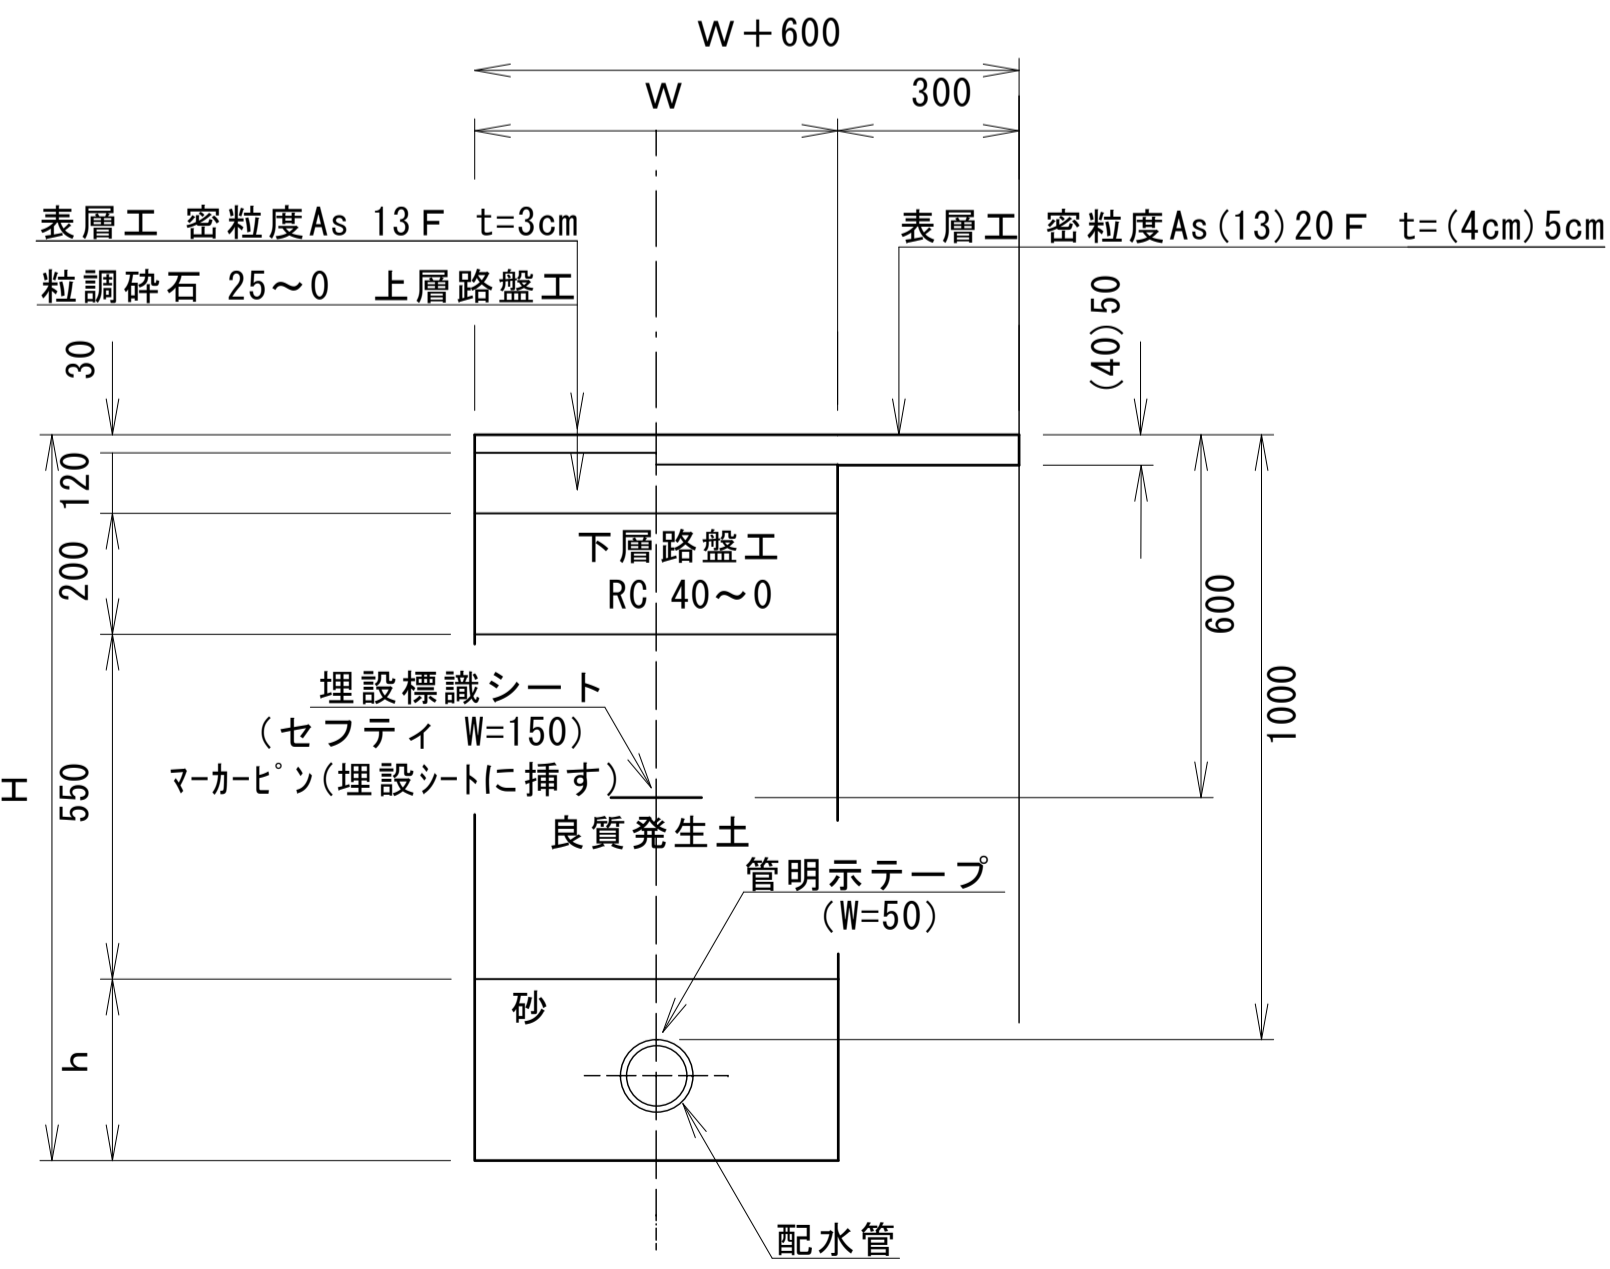 W+600
W
300
表層工 密粒度As 13F t=3cm
表層工 密粒度As(13)20F t=(4cm)5cm
粒調砕石 25~0 上層路盤工
(40)50
30
120
下層路盤工
RC 40~0
200
600
埋設標識シート
(セフティ W=150)
マーカーピン(埋設シートに挿す)
1000
H
550
良質発生土
管明示テープ
(W=50)
砂
h
配水管